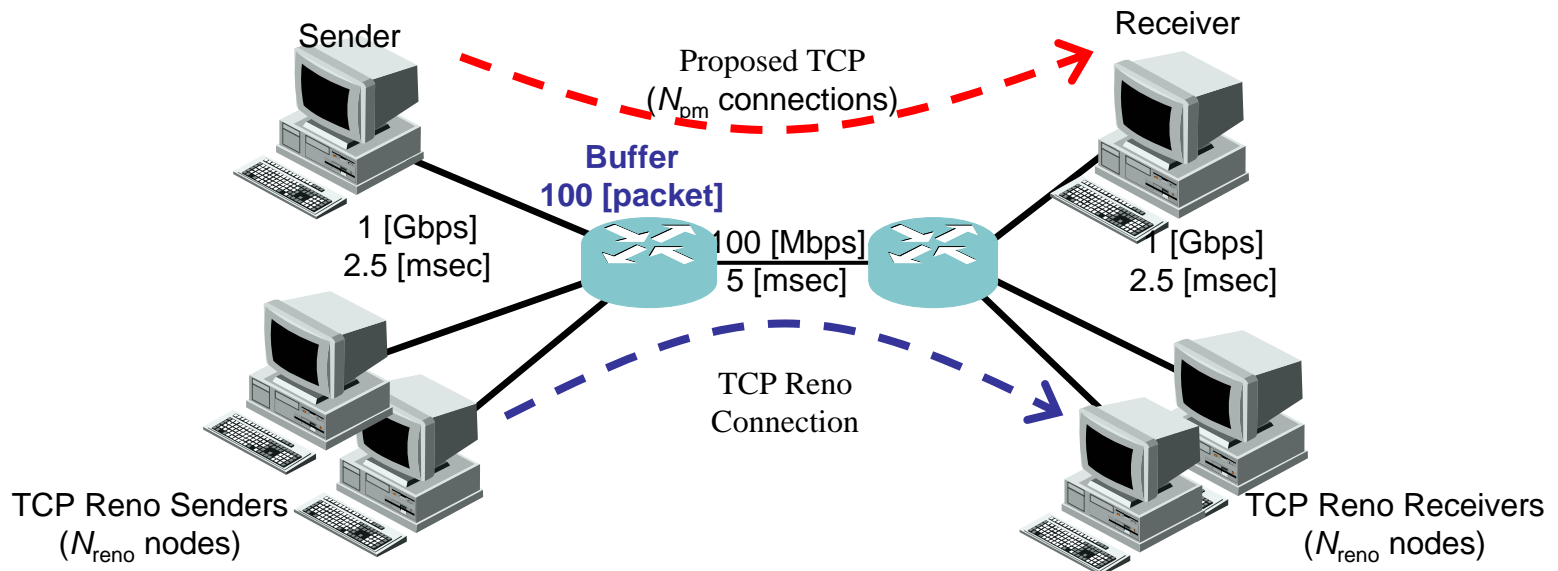 Sender
Receiver
Proposed TCP
(Npm connections)
Buffer
100 [packet]
1 [Gbps]
2.5 [msec]
100 [Mbps]
5 [msec]
1 [Gbps]
2.5 [msec]
TCP Reno
Connection
TCP Reno Senders
(Nreno nodes)
TCP Reno Receivers
(Nreno nodes)